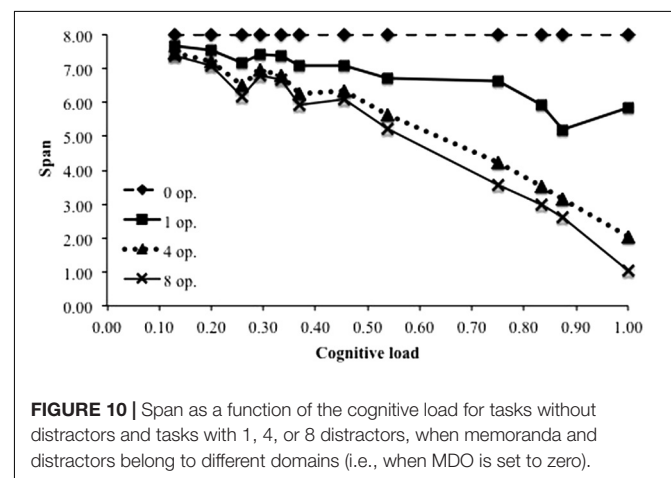 8.00
7.00
6.00
5.00
4.00
3.00
2.00
1.00
0.00
Span
0 op.
1 op.
4 op.
8 op.
0.00 0.10 0.20 0.30 0.40 0.50 0.60 0.70 0.80 0.90 1.00
Cognitive load
FIGURE 10 | Span as a function of the cognitive load for tasks without
distractors and tasks with 1, 4, or 8 distractors, when memoranda and
distractors belong to different domains (i.e., when MDO is set to zero).